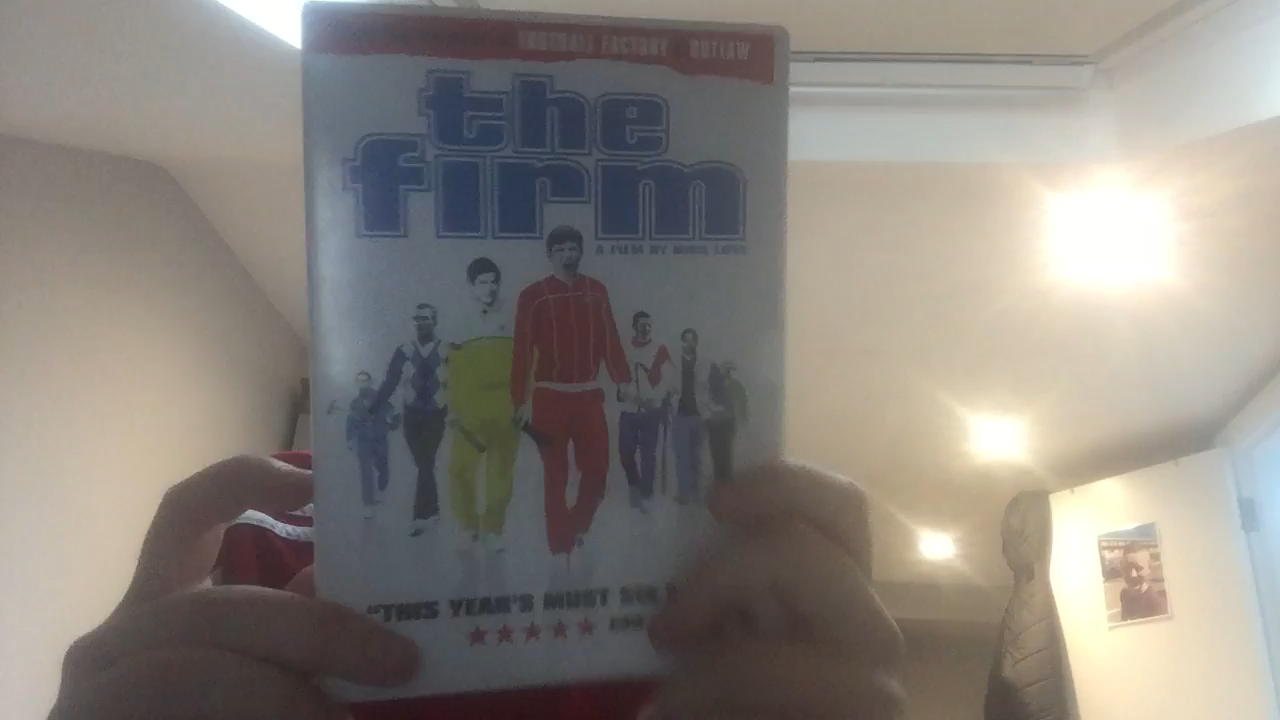 FOOTBALL FACTORY OUTLAW
the
firm
A FILM BY NICK LOVE
"THIS YEAR'S MUST SEE